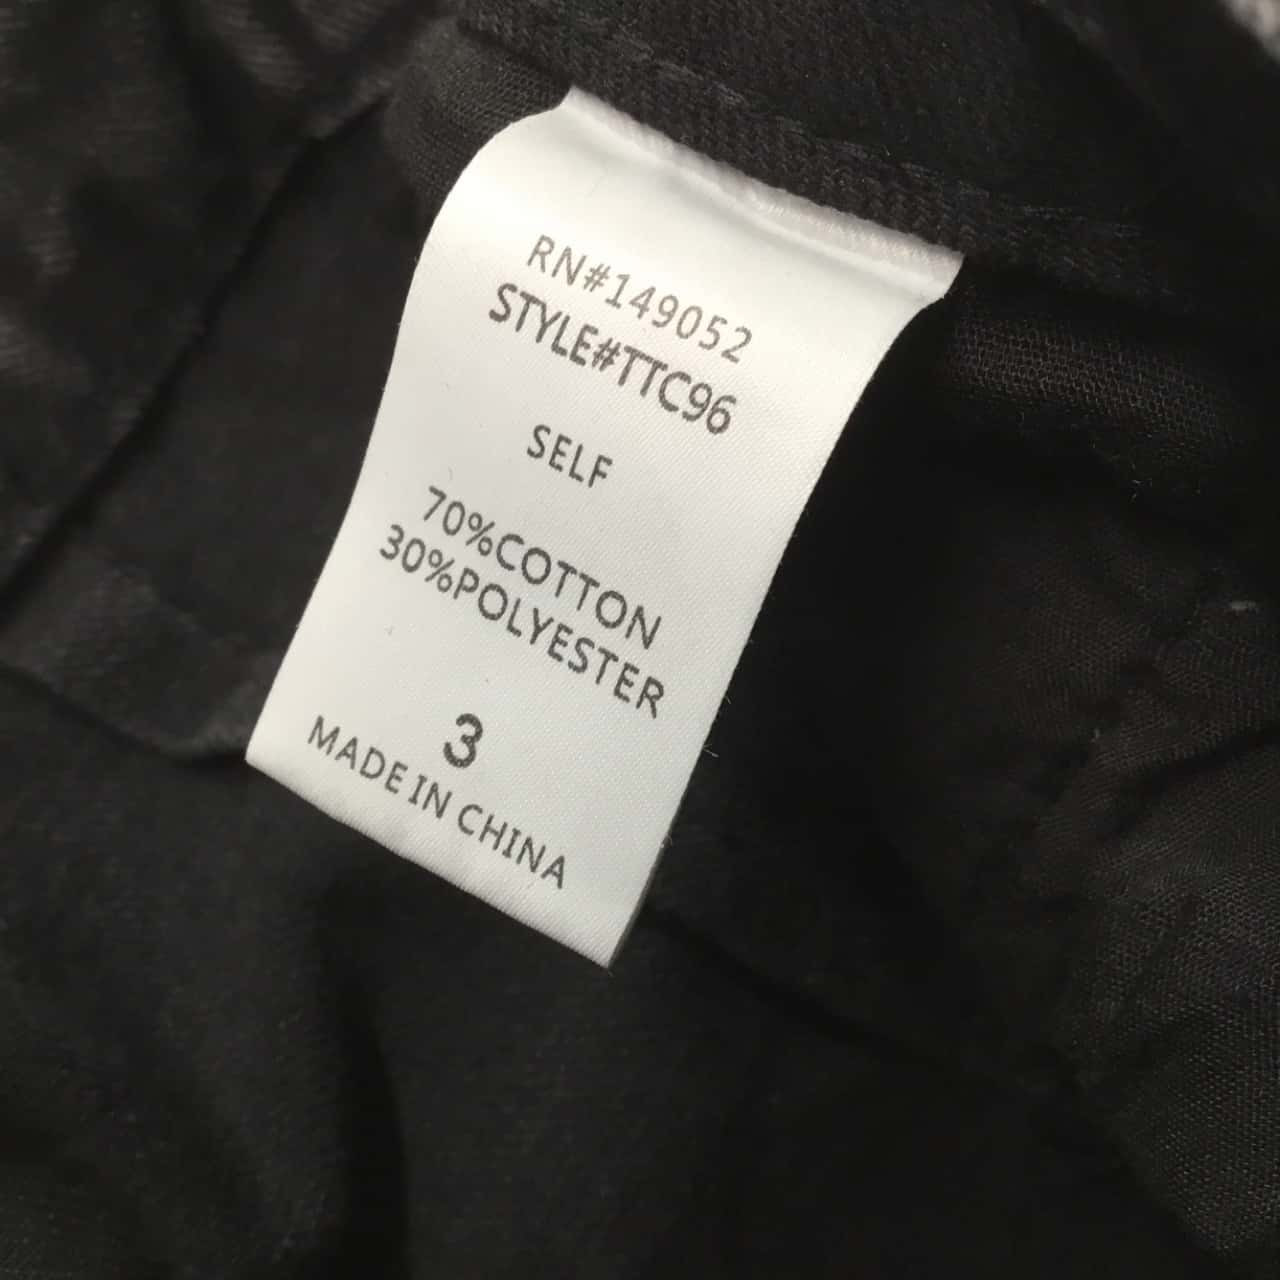 RN#149052
STYLE#TTC96
SELF
70%COTTON
30%POLYESTER
3
MADE IN CHINA